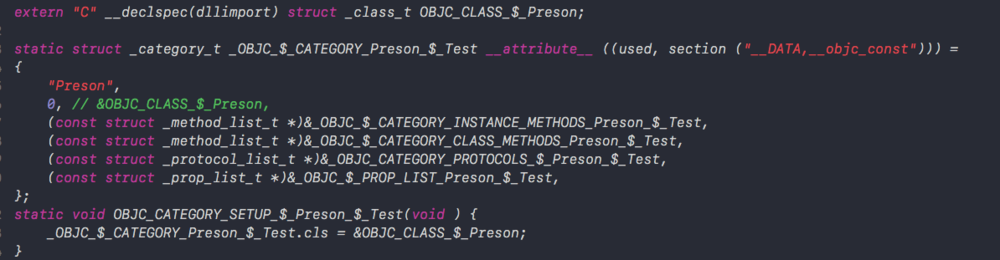 extern "C" __declspec(dllimport) struct _class_t OBJC_CLASS_$_Preson;
static struct _category_t _OBJC_$_CATEGORY_Preson_$_Test __attribute__ ((used, section ("__DATA,__objc_const"))) =
{
"Preson",
0, // &OBJC_CLASS_$_Preson,
(const struct _method_list_t *)&_OBJC_$_CATEGORY_INSTANCE_METHODS_Preson_$_Test,
(const struct _method_list_t *)&_OBJC_$_CATEGORY_CLASS_METHODS_Preson_$_Test,
(const struct _protocol_list_t *)&_OBJC_CATEGORY_PROTOCOLS_$_Preson_$_Test,
(const struct _prop_list_t *)&_OBJC_$_PROP_LIST_Preson_$_Test,
};
static void OBJC_CATEGORY_SETUP_$_Preson_$_Test(void ) {
_OBJC_$_CATEGORY_Preson_$_Test.cls = &OBJC_CLASS_$_Preson;
}